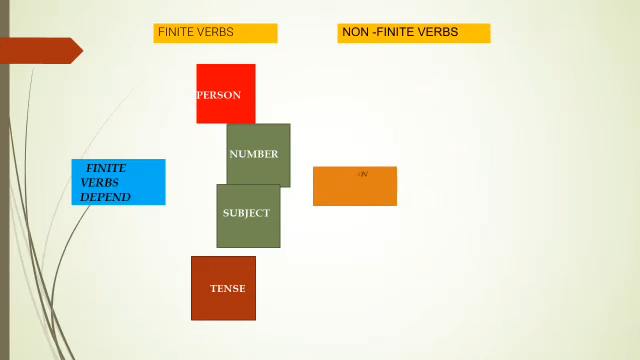 FINITE VERBS
NON -FINITE VERBS
PERSON
NUMBER
FINITE
VERBS
DEPEND
SUBJECT
TENSE